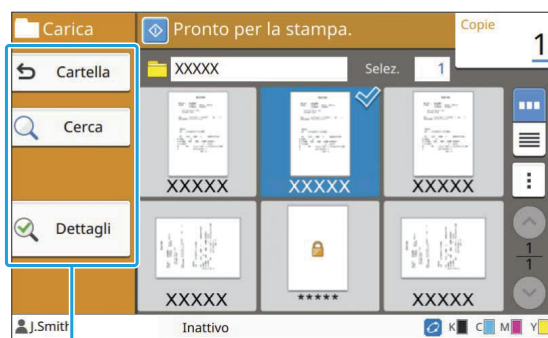 Carica
Pronto per la stampa.
Copie
1
Cartella
XXXXX
Selez.
1
Cerca
XXXXX
XXXXX
XXXXX
Dettagli
1
1
XXXXX
*****
XXXXX
J.Smith
Inattivo
K C M Y